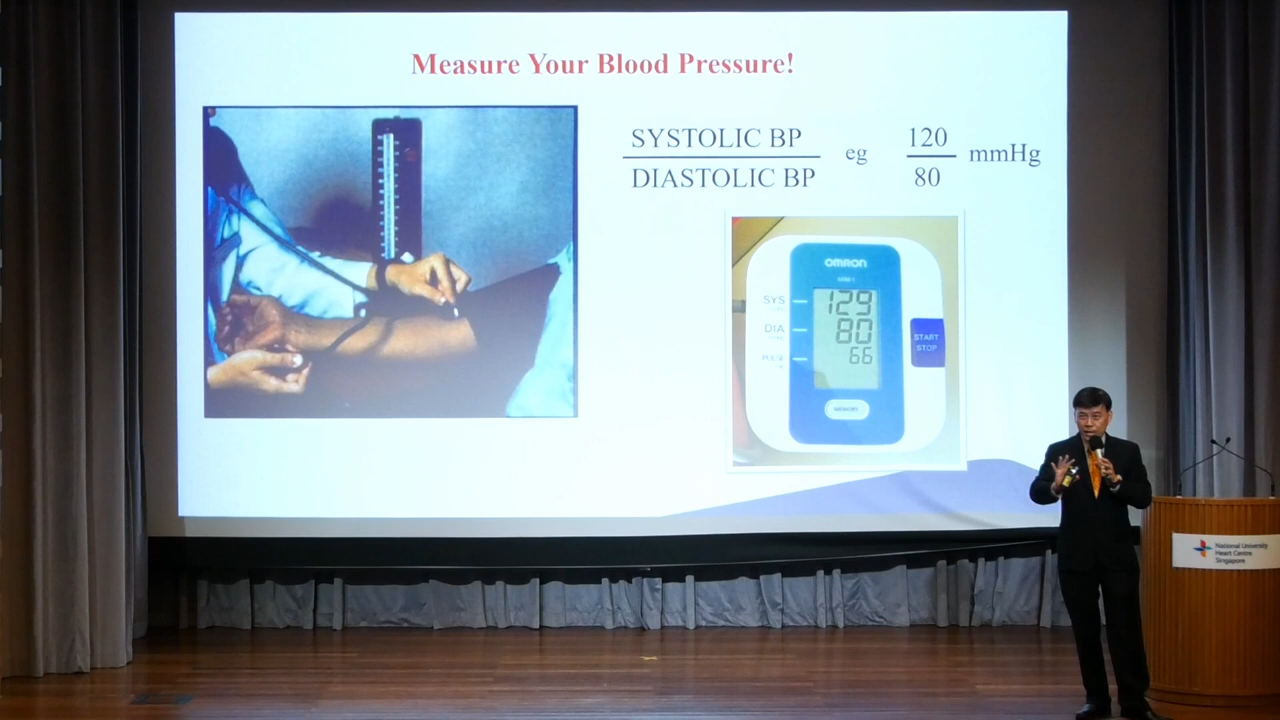 Measure Your Blood Pressure!
SYSTOLIC BP
DIASTOLIC BP
eg
120
80
mmHg
OMRON
SYS
129
DIA
80
PULSE
66
START
STOP
MEMORY
National University
Heart Centre
Singapore